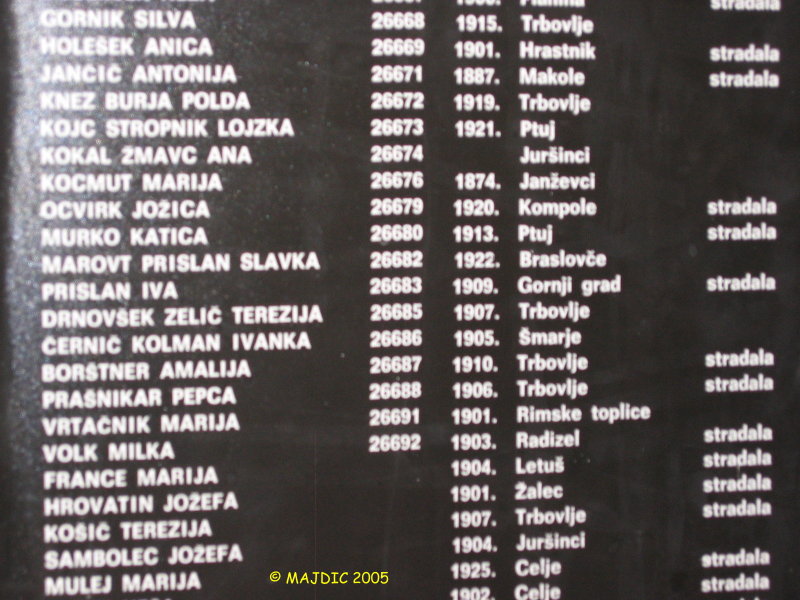 Planina stradala
GORNIK SILVA 26668 1915. Trbovlje
HOLEŠEK ANICA 26669 1901. Hrastnik stradala
JANČIČ ANTONIJA 26671 1887. Makole stradala
KNEZ BURJA POLDA 26672 1919. Trbovlje
KOJC STROPNIK LOJZKA 26673 1921. Ptuj
KOKAL ŽMAVC ANA 26674 Juršinci
KOCMUT MARIJA 26676 1874. Janževci
OCVIRK JOŽICA 26679 1920. Kompole stradala
MURKO KATICA 26680 1913. Ptuj stradala
MAROVT PRISLAN SLAVKA 26682 1922. Braslovče
PRISLAN IVA 26683 1909. Gornji grad stradala
DRNOVŠEK ZELIČ TEREZIJA 26685 1907. Trbovlje
ČERNIČ KOLMAN IVANKA 26686 1905. Šmarje
BORŠTNER AMALIJA 26687 1910. Trbovlje stradala
PRAŠNIKAR PEPCA 26688 1906. Trbovlje stradala
VRTAČNIK MARIJA 26691 1901. Rimske toplice
VOLK MILKA 26692 1903. Radizel stradala
FRANCE MARIJA 1904. Letuš stradala
HROVATIN JOŽEFA 1901. Žalec stradala
KOŠIČ TEREZIJA 1907. Trbovlje stradala
SAMBOLEC JOŽEFA 1904. Juršinci
MULEJ MARIJA 1925. Celje stradala
1902. Celje stradala
© MAJDIC 2005